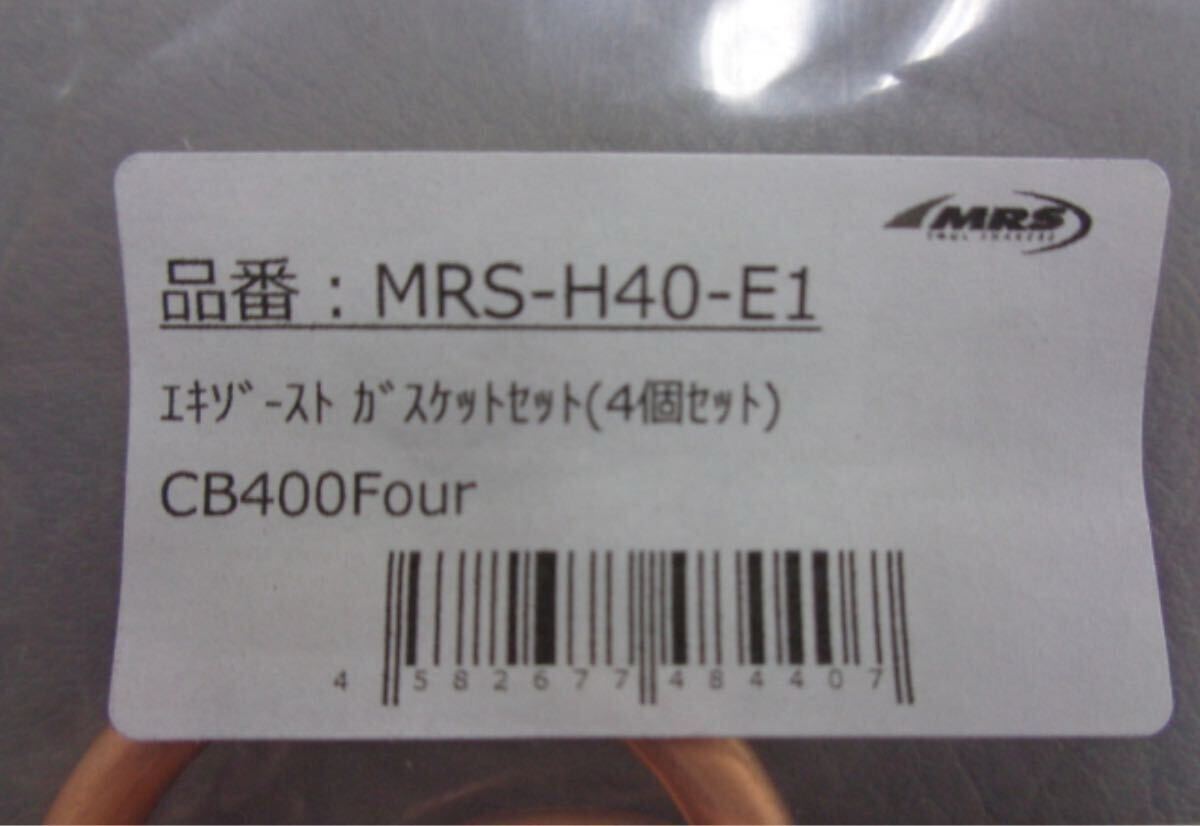 MRS
品番：MRS-H40-E1
ｴｷｿﾞｰｽﾄ ｶﾞｽｹｯﾄｾｯﾄ(4個ｾｯﾄ)
CB400Four
4 582677 484407